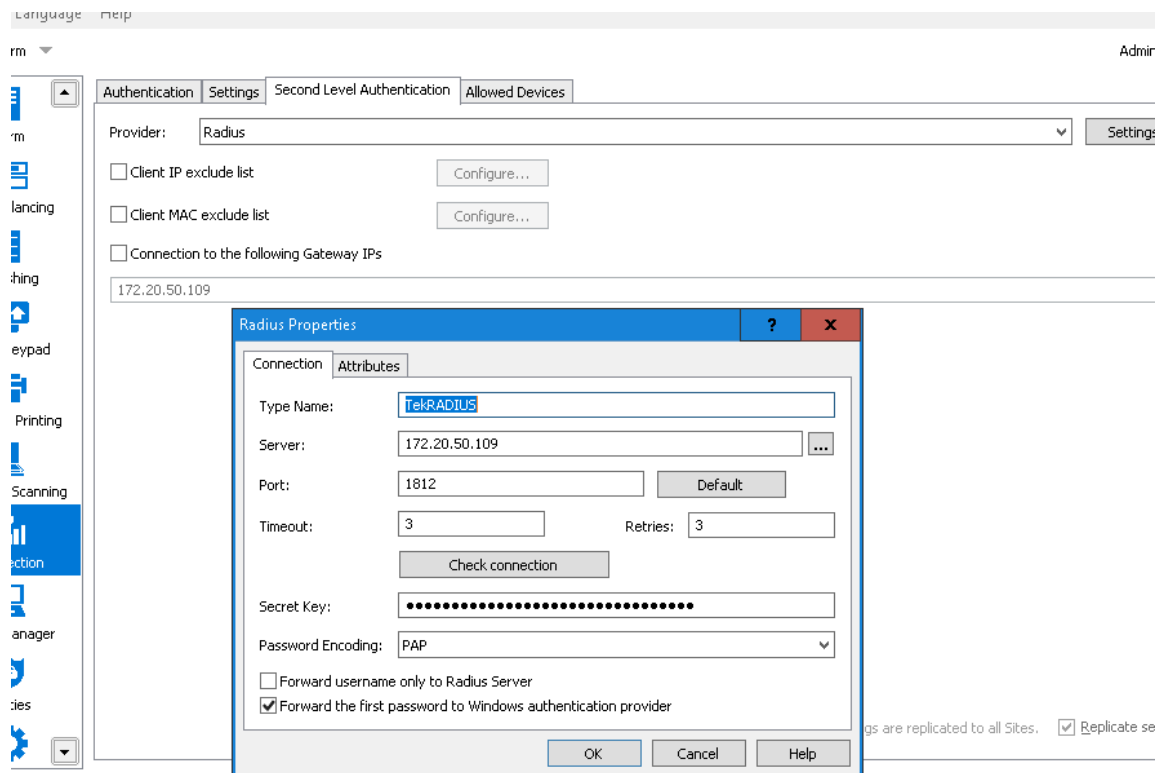 Language Help
rm
Admin
Authentication Settings Second Level Authentication Allowed Devices
Provider: Radius Settings
Client IP exclude list Configure...
Client MAC exclude list Configure...
Connection to the following Gateway IPs
172.20.50.109
rm
lancing
hing
eypad
Printing
Scanning
ection
anager
cies
Radius Properties ? x
Connection Attributes
Type Name: TekRADIUS
Server: 172.20.50.109 ...
Port: 1812 Default
Timeout: 3 Retries: 3
Check connection
Secret Key: ••••••••••••••••••••••••••••••••
Password Encoding: PAP
Forward username only to Radius Server
Forward the first password to Windows authentication provider
OK Cancel Help
gs are replicated to all Sites. Replicate se